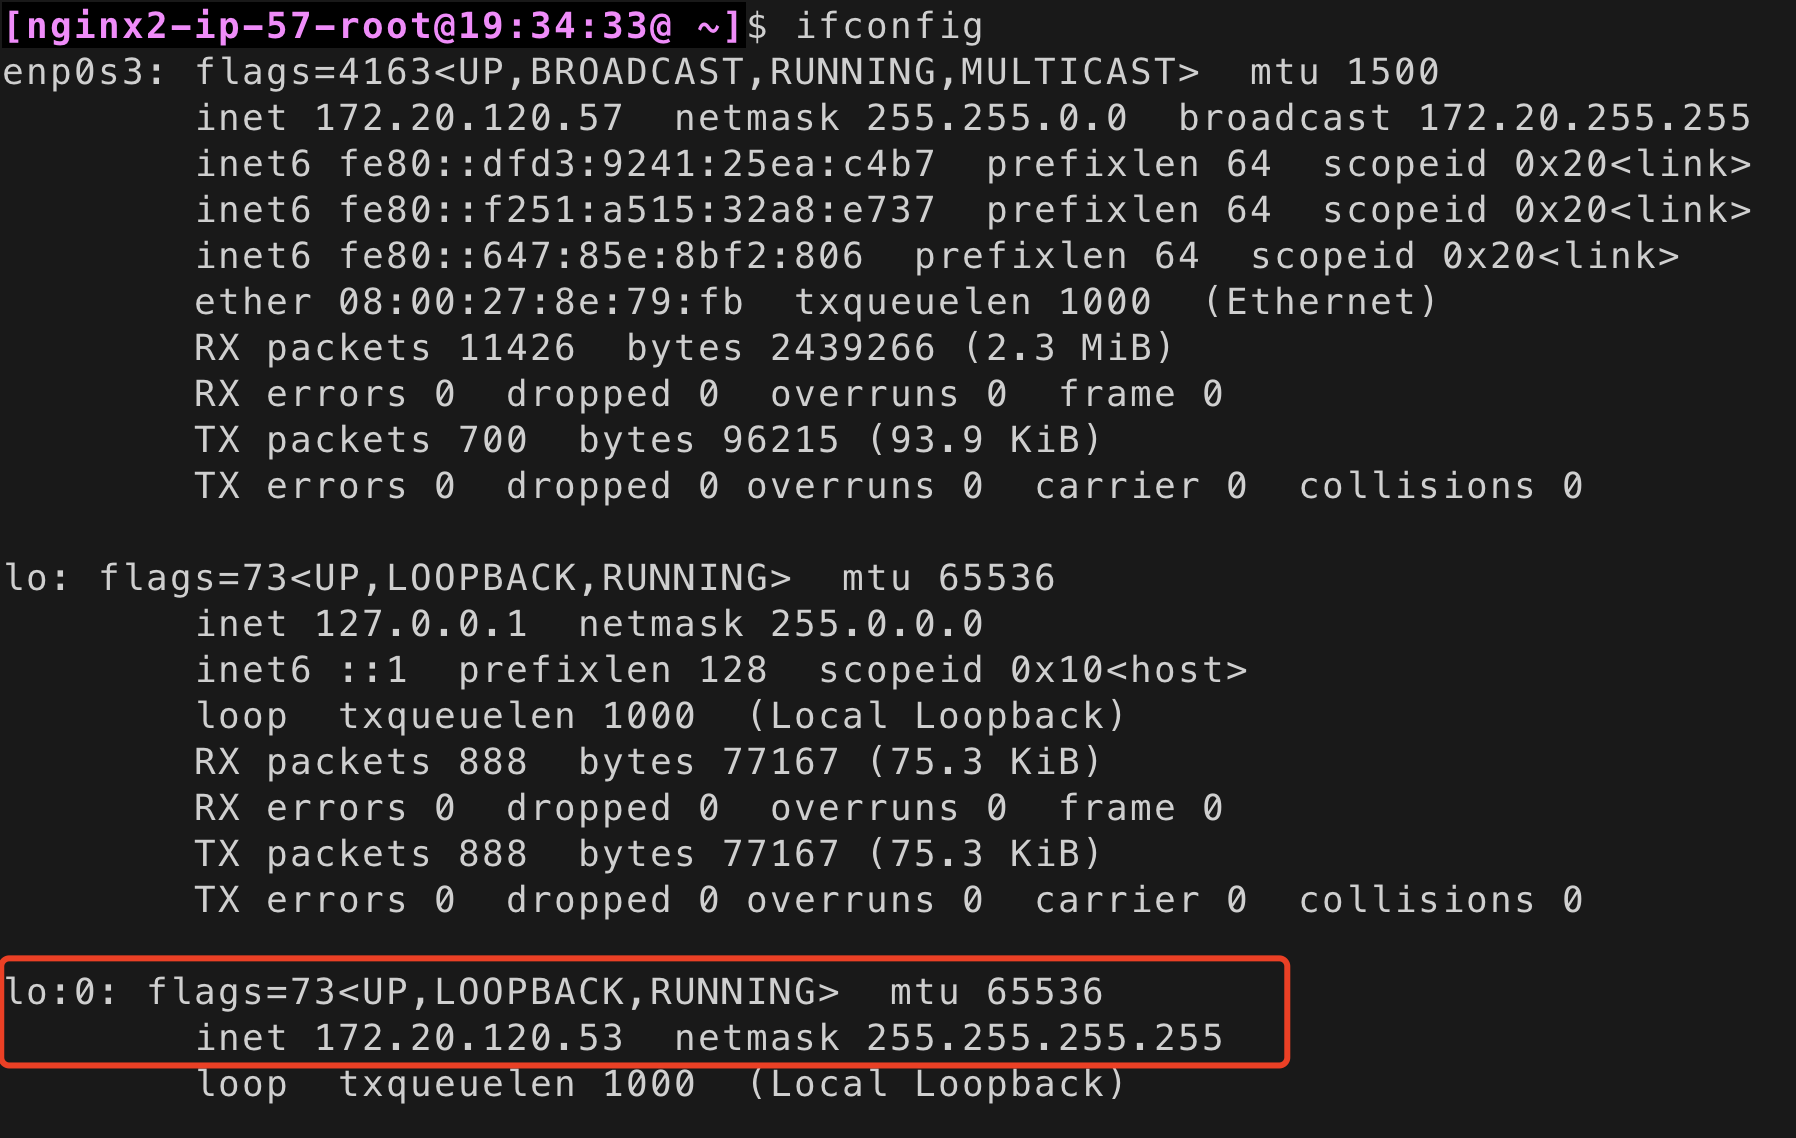 [nginx2-ip-57-root@19:34:33@ ~]$ ifconfig
enp0s3: flags=4163<UP,BROADCAST,RUNNING,MULTICAST>  mtu 1500
        inet 172.20.120.57  netmask 255.255.0.0  broadcast 172.20.255.255
        inet6 fe80::dfd3:9241:25ea:c4b7  prefixlen 64  scopeid 0x20<link>
        inet6 fe80::f251:a515:32a8:e737  prefixlen 64  scopeid 0x20<link>
        inet6 fe80::647:85e:8bf2:806  prefixlen 64  scopeid 0x20<link>
        ether 08:00:27:8e:79:fb  txqueuelen 1000  (Ethernet)
        RX packets 11426  bytes 2439266 (2.3 MiB)
        RX errors 0  dropped 0  overruns 0  frame 0
        TX packets 700  bytes 96215 (93.9 KiB)
        TX errors 0  dropped 0 overruns 0  carrier 0  collisions 0

lo: flags=73<UP,LOOPBACK,RUNNING>  mtu 65536
        inet 127.0.0.1  netmask 255.0.0.0
        inet6 ::1  prefixlen 128  scopeid 0x10<host>
        loop  txqueuelen 1000  (Local Loopback)
        RX packets 888  bytes 77167 (75.3 KiB)
        RX errors 0  dropped 0  overruns 0  frame 0
        TX packets 888  bytes 77167 (75.3 KiB)
        TX errors 0  dropped 0 overruns 0  carrier 0  collisions 0

lo:0: flags=73<UP,LOOPBACK,RUNNING>  mtu 65536
        inet 172.20.120.53  netmask 255.255.255.255
        loop  txqueuelen 1000  (Local Loopback)